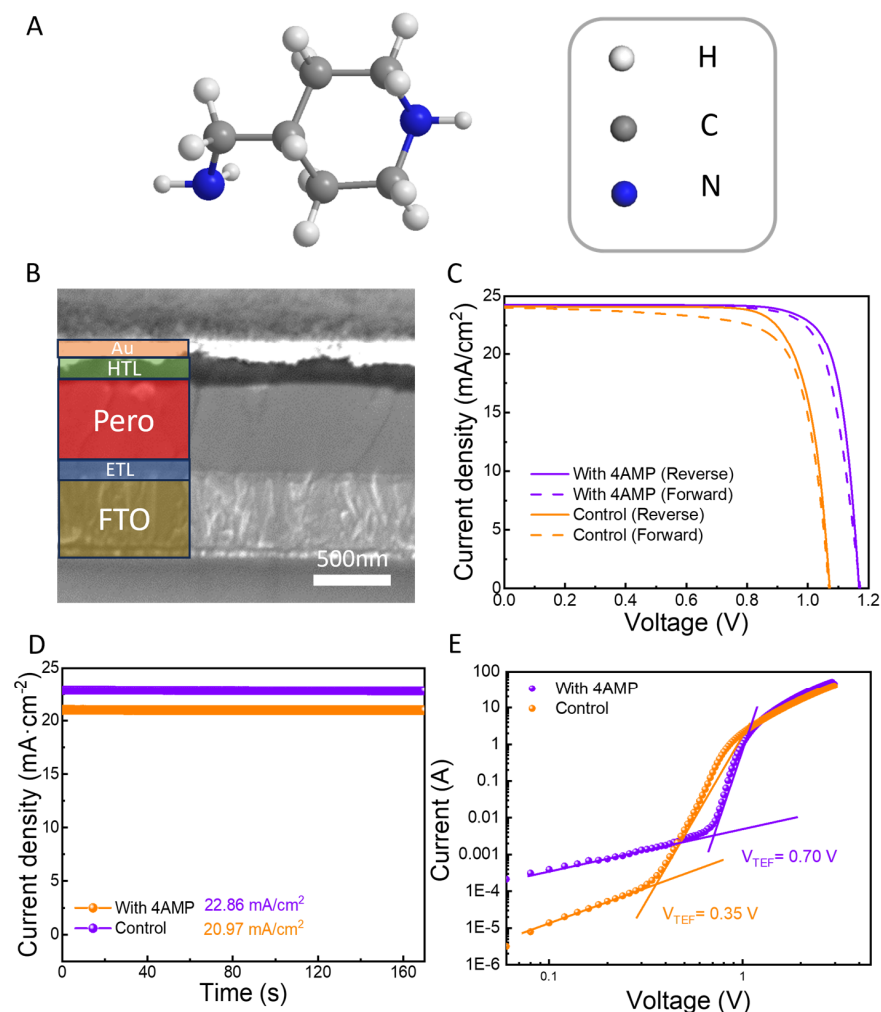 A
H
C
N
B
Au
HTL
Pero
ETL
FTO
500nm
C
Current density (mA/cm²)
25
20
15
10
5
0
With 4AMP (Reverse)
With 4AMP (Forward)
Control (Reverse)
Control (Forward)
0.0 0.2 0.4 0.6 0.8 1.0 1.2
Voltage (V)
D
Current density (mA·cm⁻²)
25
20
15
10
5
0
With 4AMP 22.86 mA/cm²
Control 20.97 mA/cm²
0 40 80 120 160
Time (s)
E
Current (A)
100
10
1
0.1
0.01
0.001
1E-4
1E-5
1E-6
With 4AMP
Control
V_TEF= 0.70 V
V_TEF= 0.35 V
0.1 1
Voltage (V)